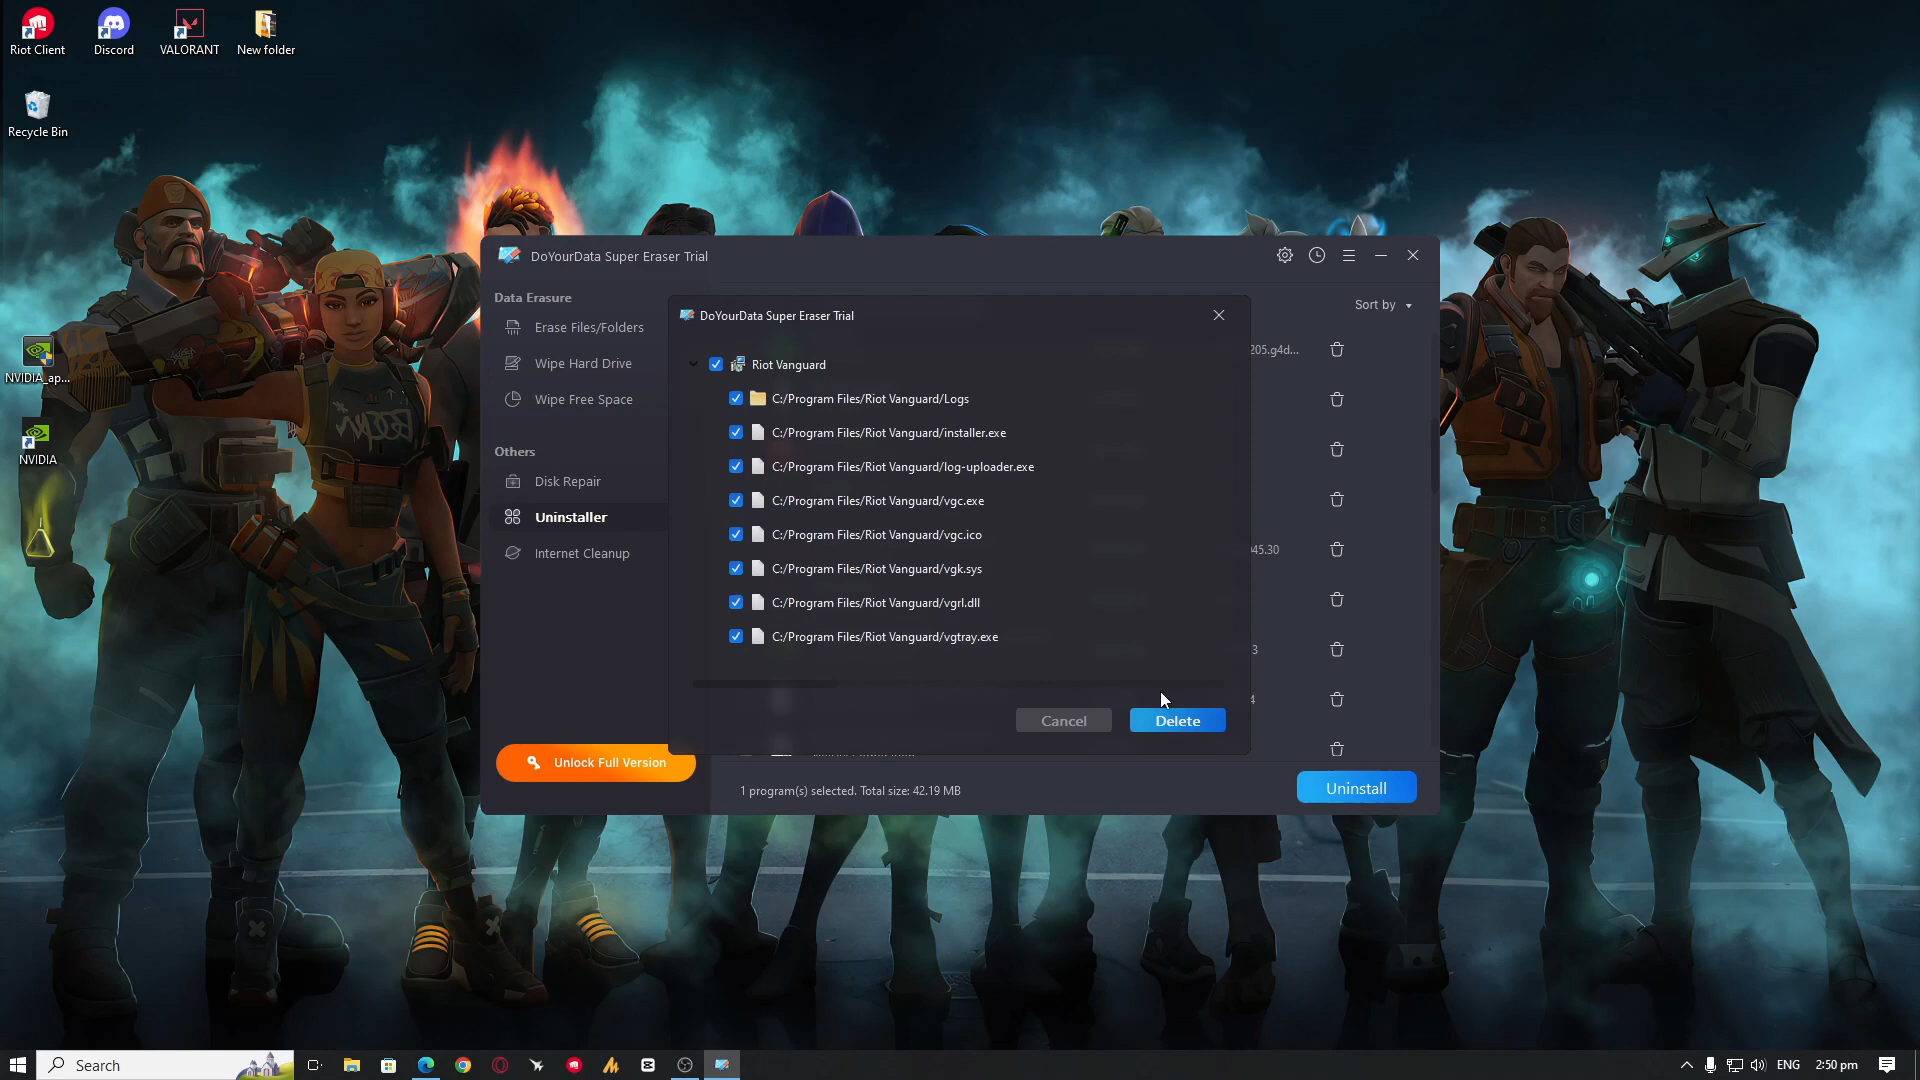 Riot Client
Discord
VALORANT
New folder
Recycle Bin
NVIDIA_ap...
NVIDIA
DoYourData Super Eraser Trial
Data Erasure
Erase Files/Folders
Wipe Hard Drive
Wipe Free Space
Others
Disk Repair
Uninstaller
Internet Cleanup
Unlock Full Version
Sort by
205.g4d...
45.30
3
4
DoYourData Super Eraser Trial
Riot Vanguard
C:/Program Files/Riot Vanguard/Logs
C:/Program Files/Riot Vanguard/installer.exe
C:/Program Files/Riot Vanguard/log-uploader.exe
C:/Program Files/Riot Vanguard/vgc.exe
C:/Program Files/Riot Vanguard/vgc.ico
C:/Program Files/Riot Vanguard/vgk.sys
C:/Program Files/Riot Vanguard/vgrl.dll
C:/Program Files/Riot Vanguard/vgtray.exe
Cancel
Delete
1 program(s) selected. Total size: 42.19 MB
Uninstall
Search
ENG
2:50 pm